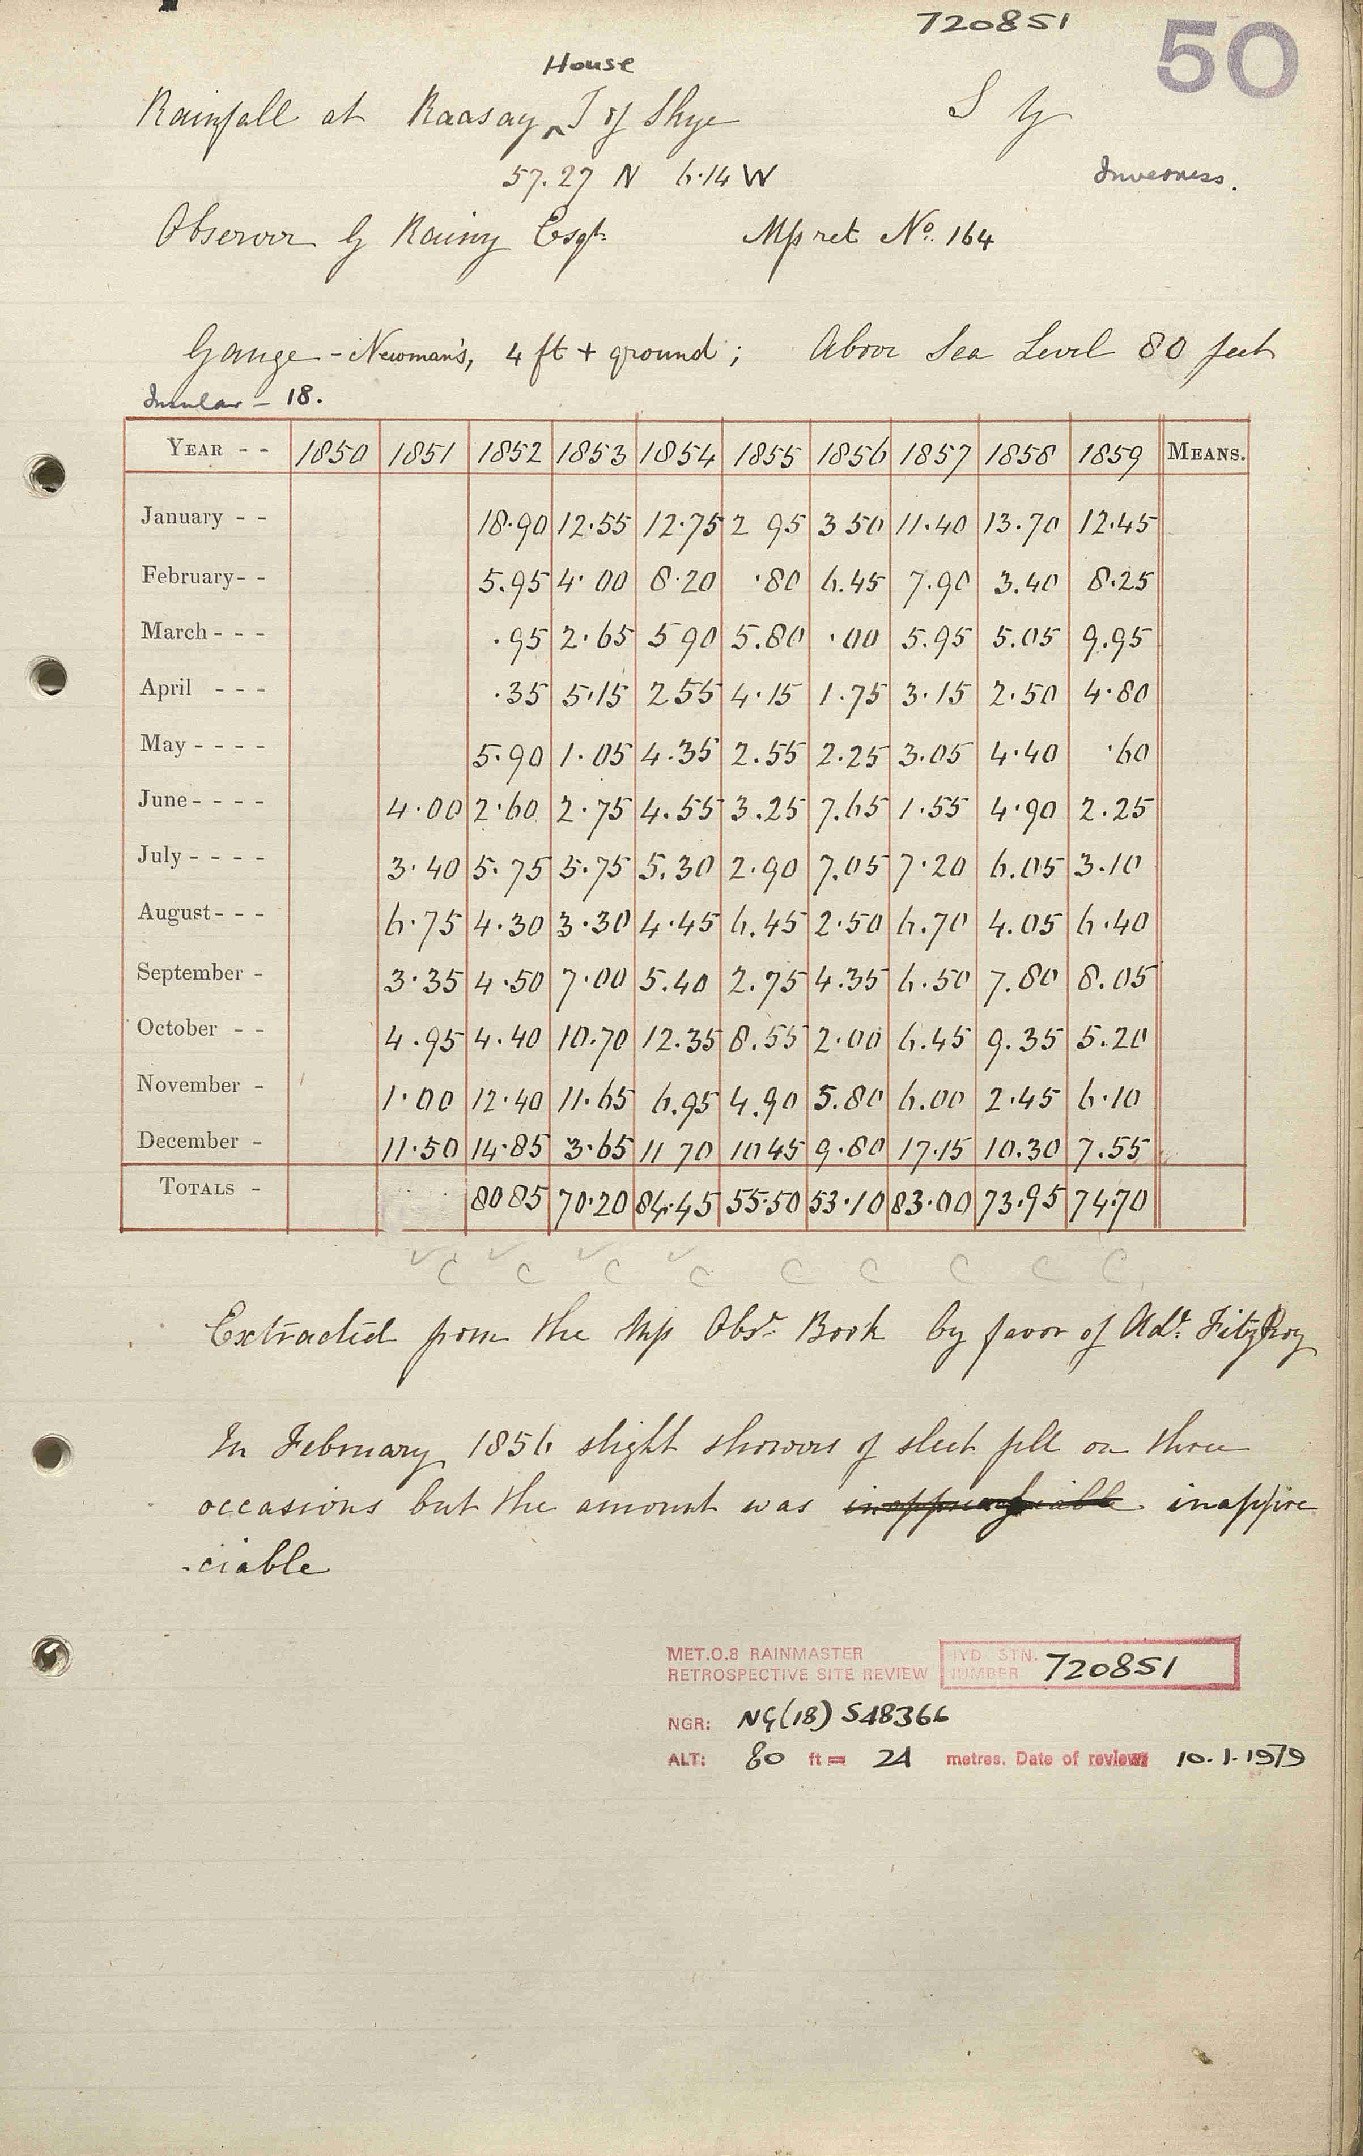 720851
50
House
Rainfall at Raasay ^ I of Skye
57.27 N 6.14 W
Inverness.
Observer G Rainy Esqr. Mss ret No. 164
Gauge - Newman's, 4 ft + ground; Above Sea Level 80 feet
Insular - 18.
YEAR - - 1850 1851 1852 1853 1854 1855 1856 1857 1858 1859 MEANS.
January - - 18.90 12.55 12.75 2 95 3 50 11.40 13.70 12.45
February- - 5.95 4.00 8.20 .80 6.45 7.90 3.40 8.25
March - - - .95 2.65 5 90 5.80 .00 5.95 5.05 9.95
April - - - .35 5.15 2 55 4.15 1.75 3.15 2.50 4.80
May - - - - 5.90 1.05 4.35 2.55 2.25 3.05 4.40 .60
June - - - - 4.00 2.60 2.75 4.55 3.25 7.65 1.55 4.90 2.25
July - - - - 3.40 5.75 5.75 5.30 2.90 7.05 7.20 6.05 3.10
August - - - 6.75 4.30 3.30 4.45 6.45 2.50 6.70 4.05 6.40
September - 3.35 4.50 7.00 5.40 2.75 4.35 6.50 7.80 8.05
October - - 4.95 4.40 10.70 12.35 8.55 2.00 6.45 9.35 5.20
November - 1.00 12.40 11.65 6.95 4.90 5.80 6.00 2.45 6.10
December - 11.50 14.85 3.65 11 70 10 45 9.80 17.15 10.30 7.55
TOTALS - 80 85 70.20 84.45 55.50 53.10 83.00 73.95 74.70
✓c ✓c ✓c ✓c c c c c c
Extracted from the Mss Obsr Book by favor of Adl. FitzRoy
In February 1856 slight showers of sleet fell on three
occasions but the amount was inappre
-ciable
MET.O.8 RAINMASTER
RETROSPECTIVE SITE REVIEW
HYD STN. NUMBER 720851
NGR: NG(18) 548366
ALT: 80 ft = 24 metres. Date of review 10.1.1979